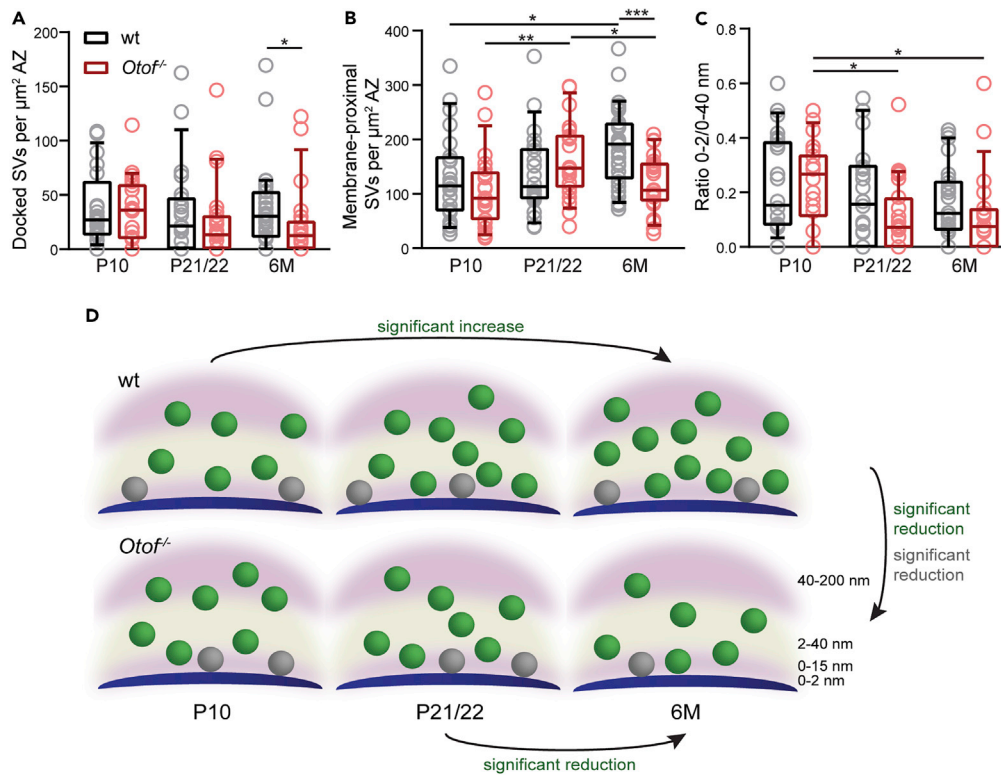 A
Docked SVs per μm² AZ
200
150
100
50
0
wt
Otof-/-
*
P10
P21/22
6M
B
Membrane-proximal
SVs per μm² AZ
400
300
200
100
0
*
***
**
*
P10
P21/22
6M
C
Ratio 0-2/0-40 nm
0.8
0.6
0.4
0.2
0.0
*
*
P10
P21/22
6M
D
significant increase
wt
significant
reduction
significant
reduction
Otof-/-
40-200 nm
2-40 nm
0-15 nm
0-2 nm
P10
P21/22
6M
significant reduction